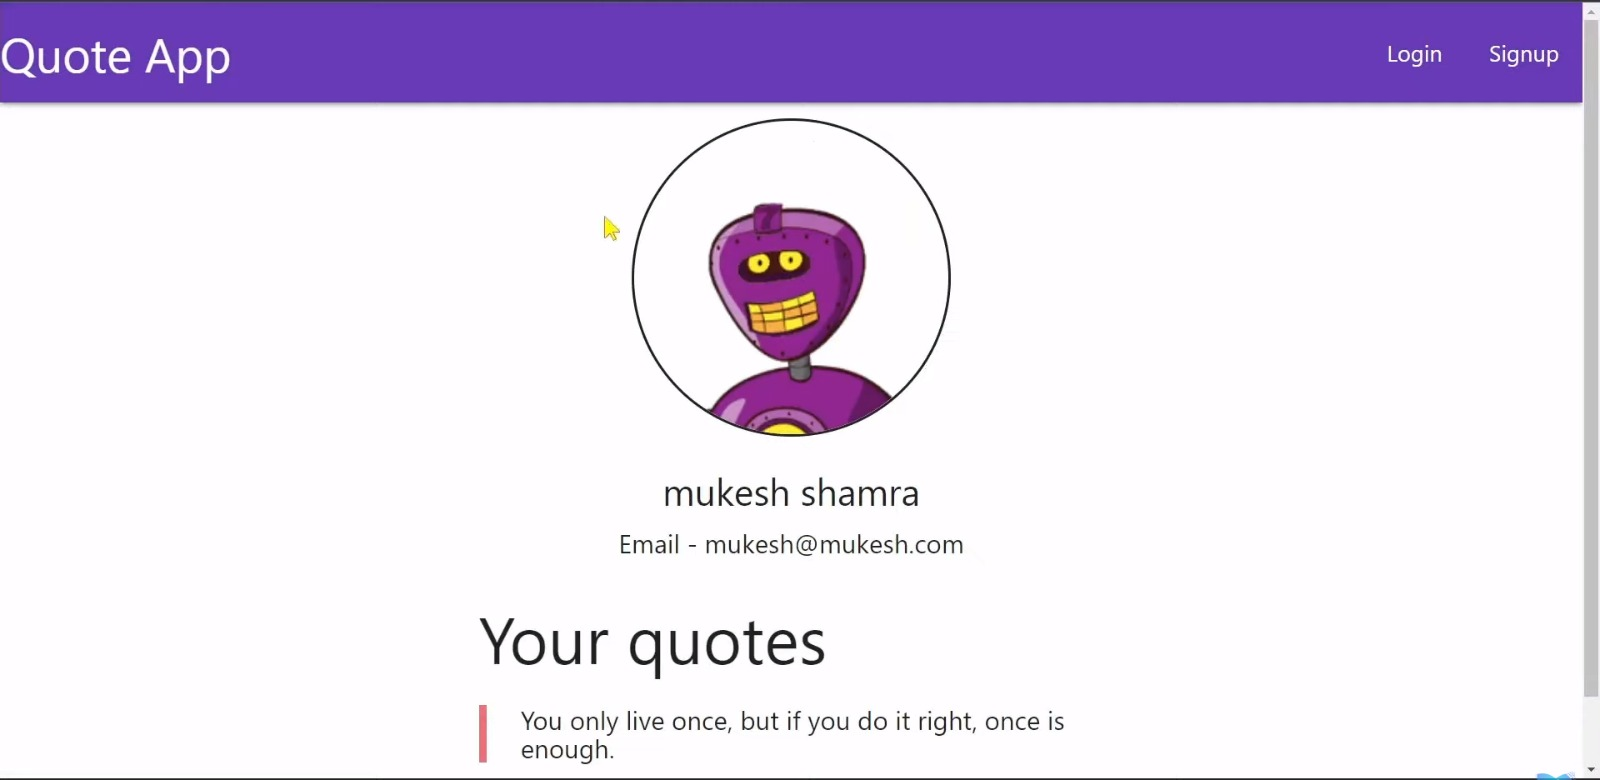 Quote App
Login Signup
mukesh shamra
Email - mukesh@mukesh.com
Your quotes
You only live once, but if you do it right, once is
enough.